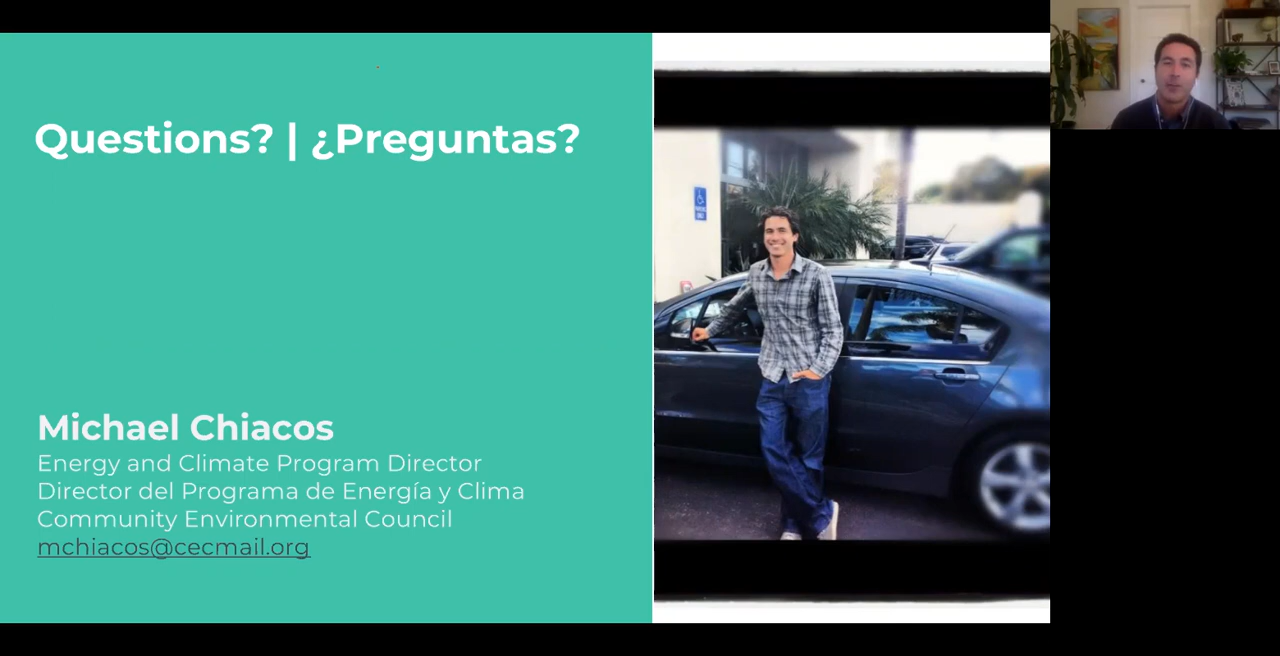 Questions? | ¿Preguntas?
Michael Chiacos
Energy and Climate Program Director
Director del Programa de Energía y Clima
Community Environmental Council
mchiacos@cecmail.org